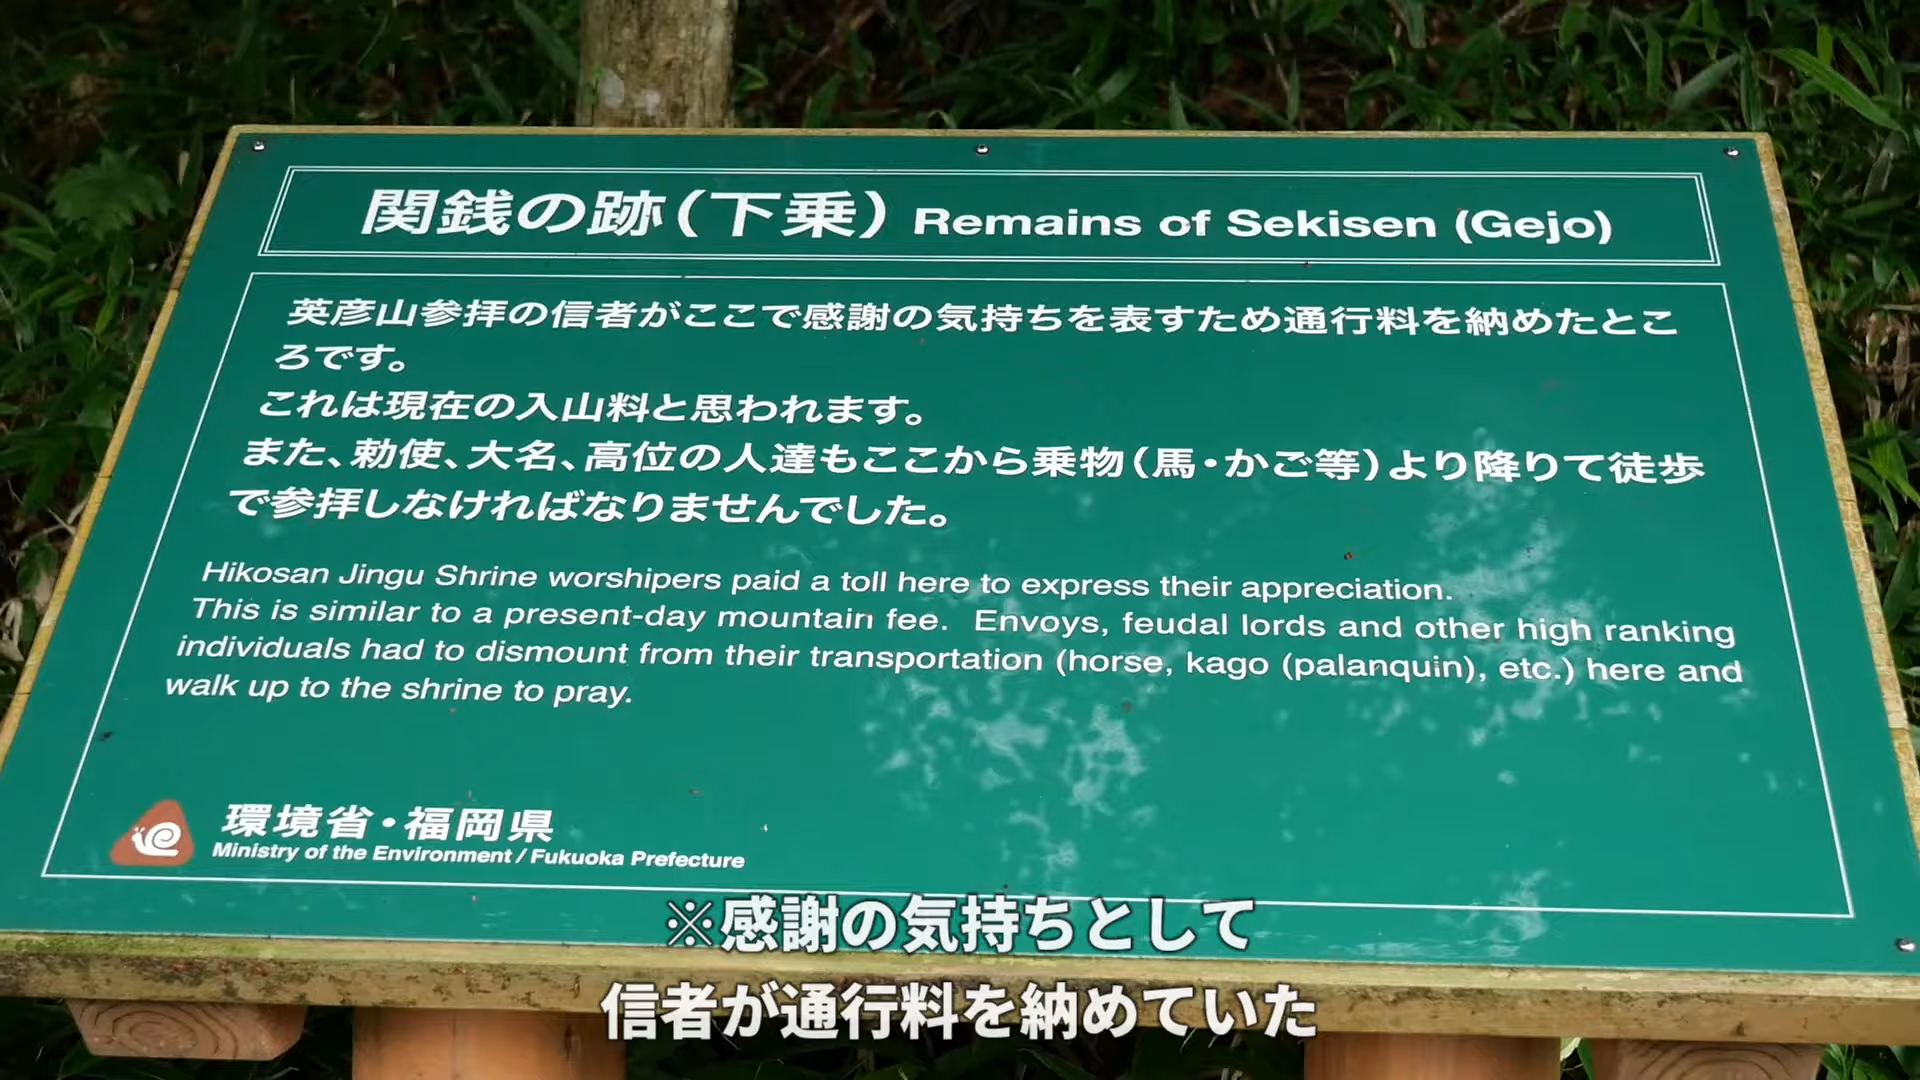 関銭の跡（下乗） Remains of Sekisen (Gejo)
英彦山参拝の信者がここで感謝の気持ちを表すため通行料を納めたとこ
ろです。
これは現在の入山料と思われます。
また、勅使、大名、高位の人達もここから乗物（馬・かご等）より降りて徒歩
で参拝しなければなりませんでした。
Hikosan Jingu Shrine worshipers paid a toll here to express their appreciation.
This is similar to a present-day mountain fee. Envoys, feudal lords and other high ranking
individuals had to dismount from their transportation (horse, kago (palanquin), etc.) here and
walk up to the shrine to pray.
環境省・福岡県
Ministry of the Environment / Fukuoka Prefecture
※感謝の気持ちとして
信者が通行料を納めていた